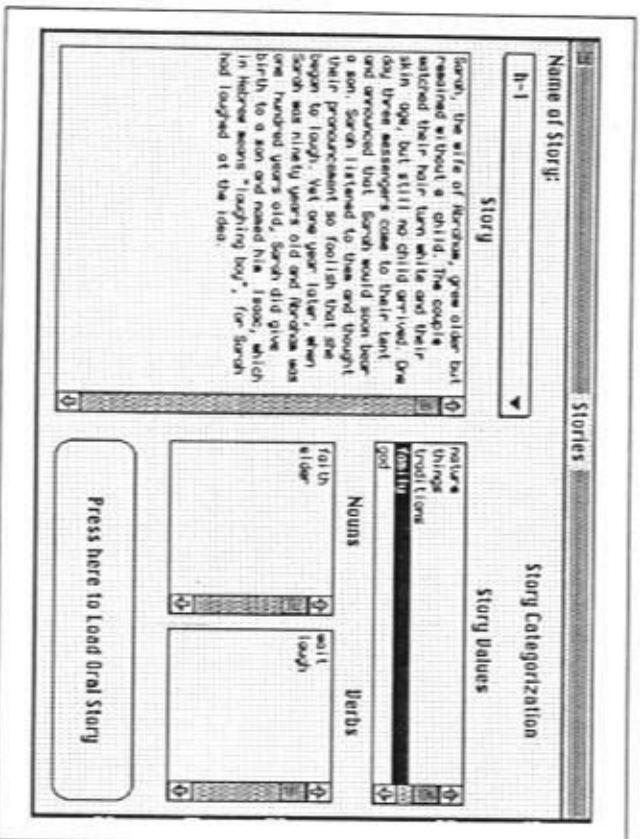 Stories
Name of Story:
h-1
Story
Sarah, the wife of Abraham, grew older but
remained without a child. The couple
watched their hair turn white and their
skin age, but still no child arrived. One
day three messengers came to their tent
and announced that Sarah would soon bear
a son. Sarah listened to them and thought
their pronouncement so foolish that she
began to laugh. Yet one year later, when
Sarah was ninety years old and Abraham was
one hundred years old, Sarah did give
birth to a son and named him Isaac, which
in Hebrew means "laughing boy", for Sarah
had laughed at the idea.
Story Categorization
Story Values
nature
things
traditions
family
god
Nouns
faith
elder
Verbs
wait
laugh
Press here to Load Oral Story